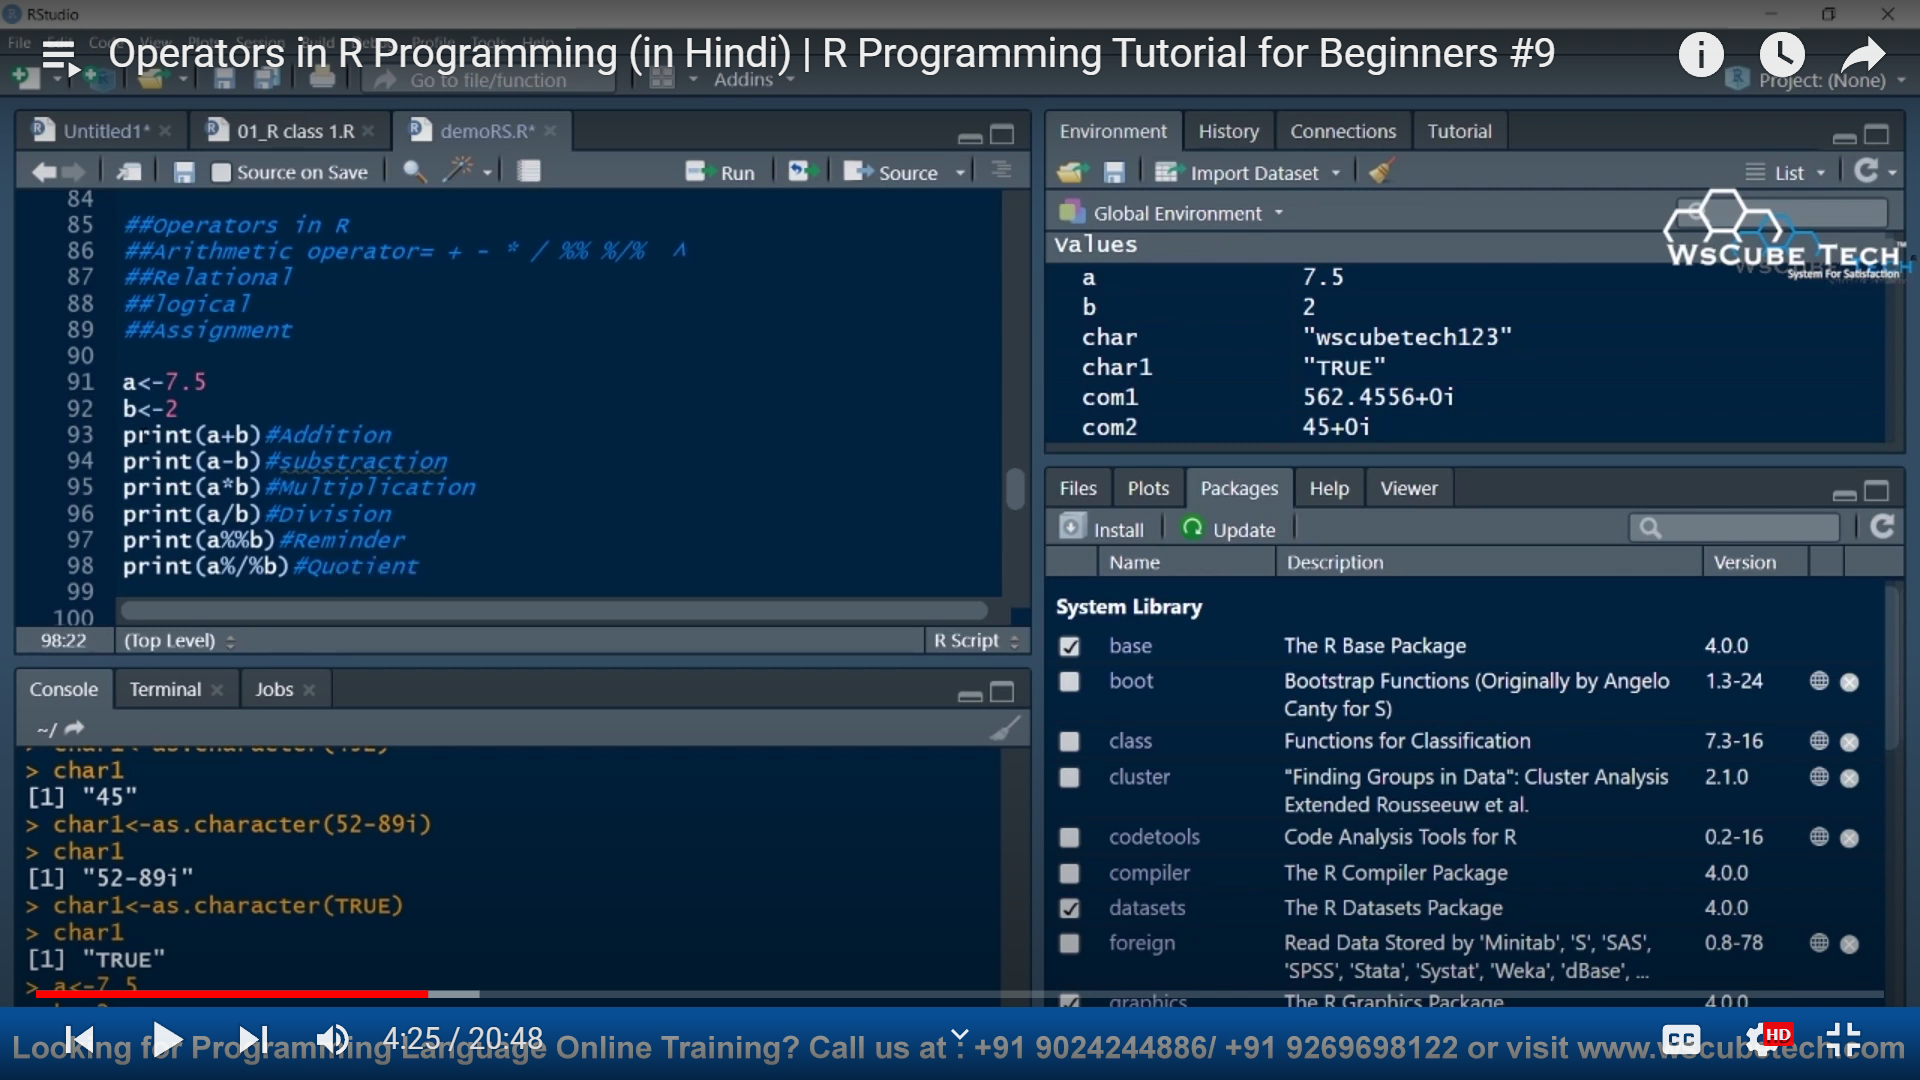 RStudio
Operators in R Programming (in Hindi) | R Programming Tutorial for Beginners #9
Go to file/function
Addins
Project: (None)
Untitled1*
01_R class 1.R
demoRS.R*
Source on Save
Run
Source
84
85 ##Operators in R
86 ##Arithmetic operator= + - * / %% %/% ^
87 ##Relational
88 ##logical
89 ##Assignment
90
91 a<-7.5
92 b<-2
93 print(a+b)#Addition
94 print(a-b)#substraction
95 print(a*b)#Multiplication
96 print(a/b)#Division
97 print(a%%b)#Reminder
98 print(a%/%b)#Quotient
99
100
98:22
(Top Level)
R Script
Console
Terminal
Jobs
~/
> char1
[1] "45"
> char1<-as.character(52-89i)
> char1
[1] "52-89i"
> char1<-as.character(TRUE)
> char1
[1] "TRUE"
> a<-7.5
Environment
History
Connections
Tutorial
Import Dataset
List
Global Environment
WsCube Tech
System For Satisfaction
Values
a 7.5
b 2
char "wscubetech123"
char1 "TRUE"
com1 562.4556+0i
com2 45+0i
Files
Plots
Packages
Help
Viewer
Install
Update
Name Description Version
System Library
base The R Base Package 4.0.0
boot Bootstrap Functions (Originally by Angelo 1.3-24
Canty for S)
class Functions for Classification 7.3-16
cluster "Finding Groups in Data": Cluster Analysis 2.1.0
Extended Rousseeuw et al.
codetools Code Analysis Tools for R 0.2-16
compiler The R Compiler Package 4.0.0
datasets The R Datasets Package 4.0.0
foreign Read Data Stored by 'Minitab', 'S', 'SAS', 0.8-78
'SPSS', 'Stata', 'Systat', 'Weka', 'dBase', ...
graphics The R Graphics Package 4.0.0
4:25 / 20:48
CC
HD
Looking for Programming Language Online Training? Call us at : +91 9024244886/ +91 9269698122 or visit www.wscubetech.com